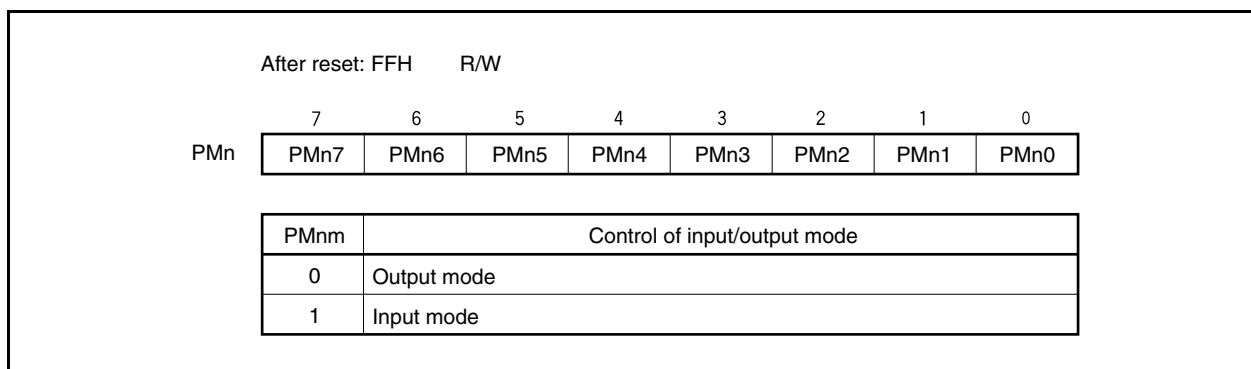 After reset: FFH R/W
7 6 5 4 3 2 1 0
PMn PMn7 PMn6 PMn5 PMn4 PMn3 PMn2 PMn1 PMn0
PMnm Control of input/output mode
0 Output mode
1 Input mode